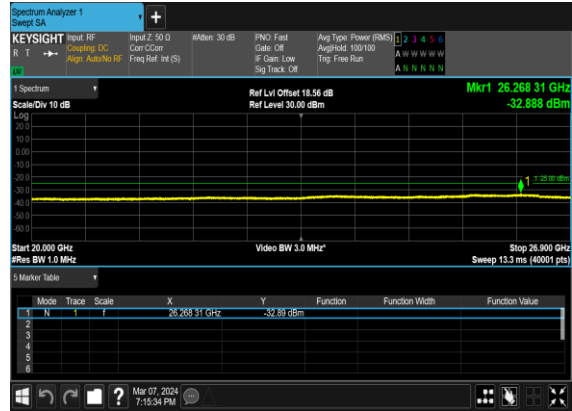 Spectrum Analyzer 1
Swept SA
+
KEYSIGHT Input: RF Input Z: 50 Ω #Atten: 30 dB PNO: Fast Avg Type: Power (RMS) 1 2 3 4 5 6
R T Coupling: DC Corr CCorr Gate: Off Avg|Hold: 100/100 A W W W W W
Align: Auto/No RF Freq Ref: Int (S) IF Gain: Low Trig: Free Run
Sig Track: Off A N N N N N
1 Spectrum Ref Lvl Offset 18.56 dB Mkr1 26.268 31 GHz
Scale/Div 10 dB Ref Level 30.00 dBm -32.888 dBm
Log
20.0
10.0
0.00
-10.0
-20.0
-30.0
-40.0
-50.0
-60.0
1
Start 20.000 GHz Video BW 3.0 MHz* Stop 26.900 GHz
#Res BW 1.0 MHz Sweep 13.3 ms (40001 pts)
5 Marker Table
Mode Trace Scale X Y Function Function Width Function Value
1 N 1 f 26.268 31 GHz -32.89 dBm
2
3
4
5
6
? Mar 07, 2024
7:15:34 PM